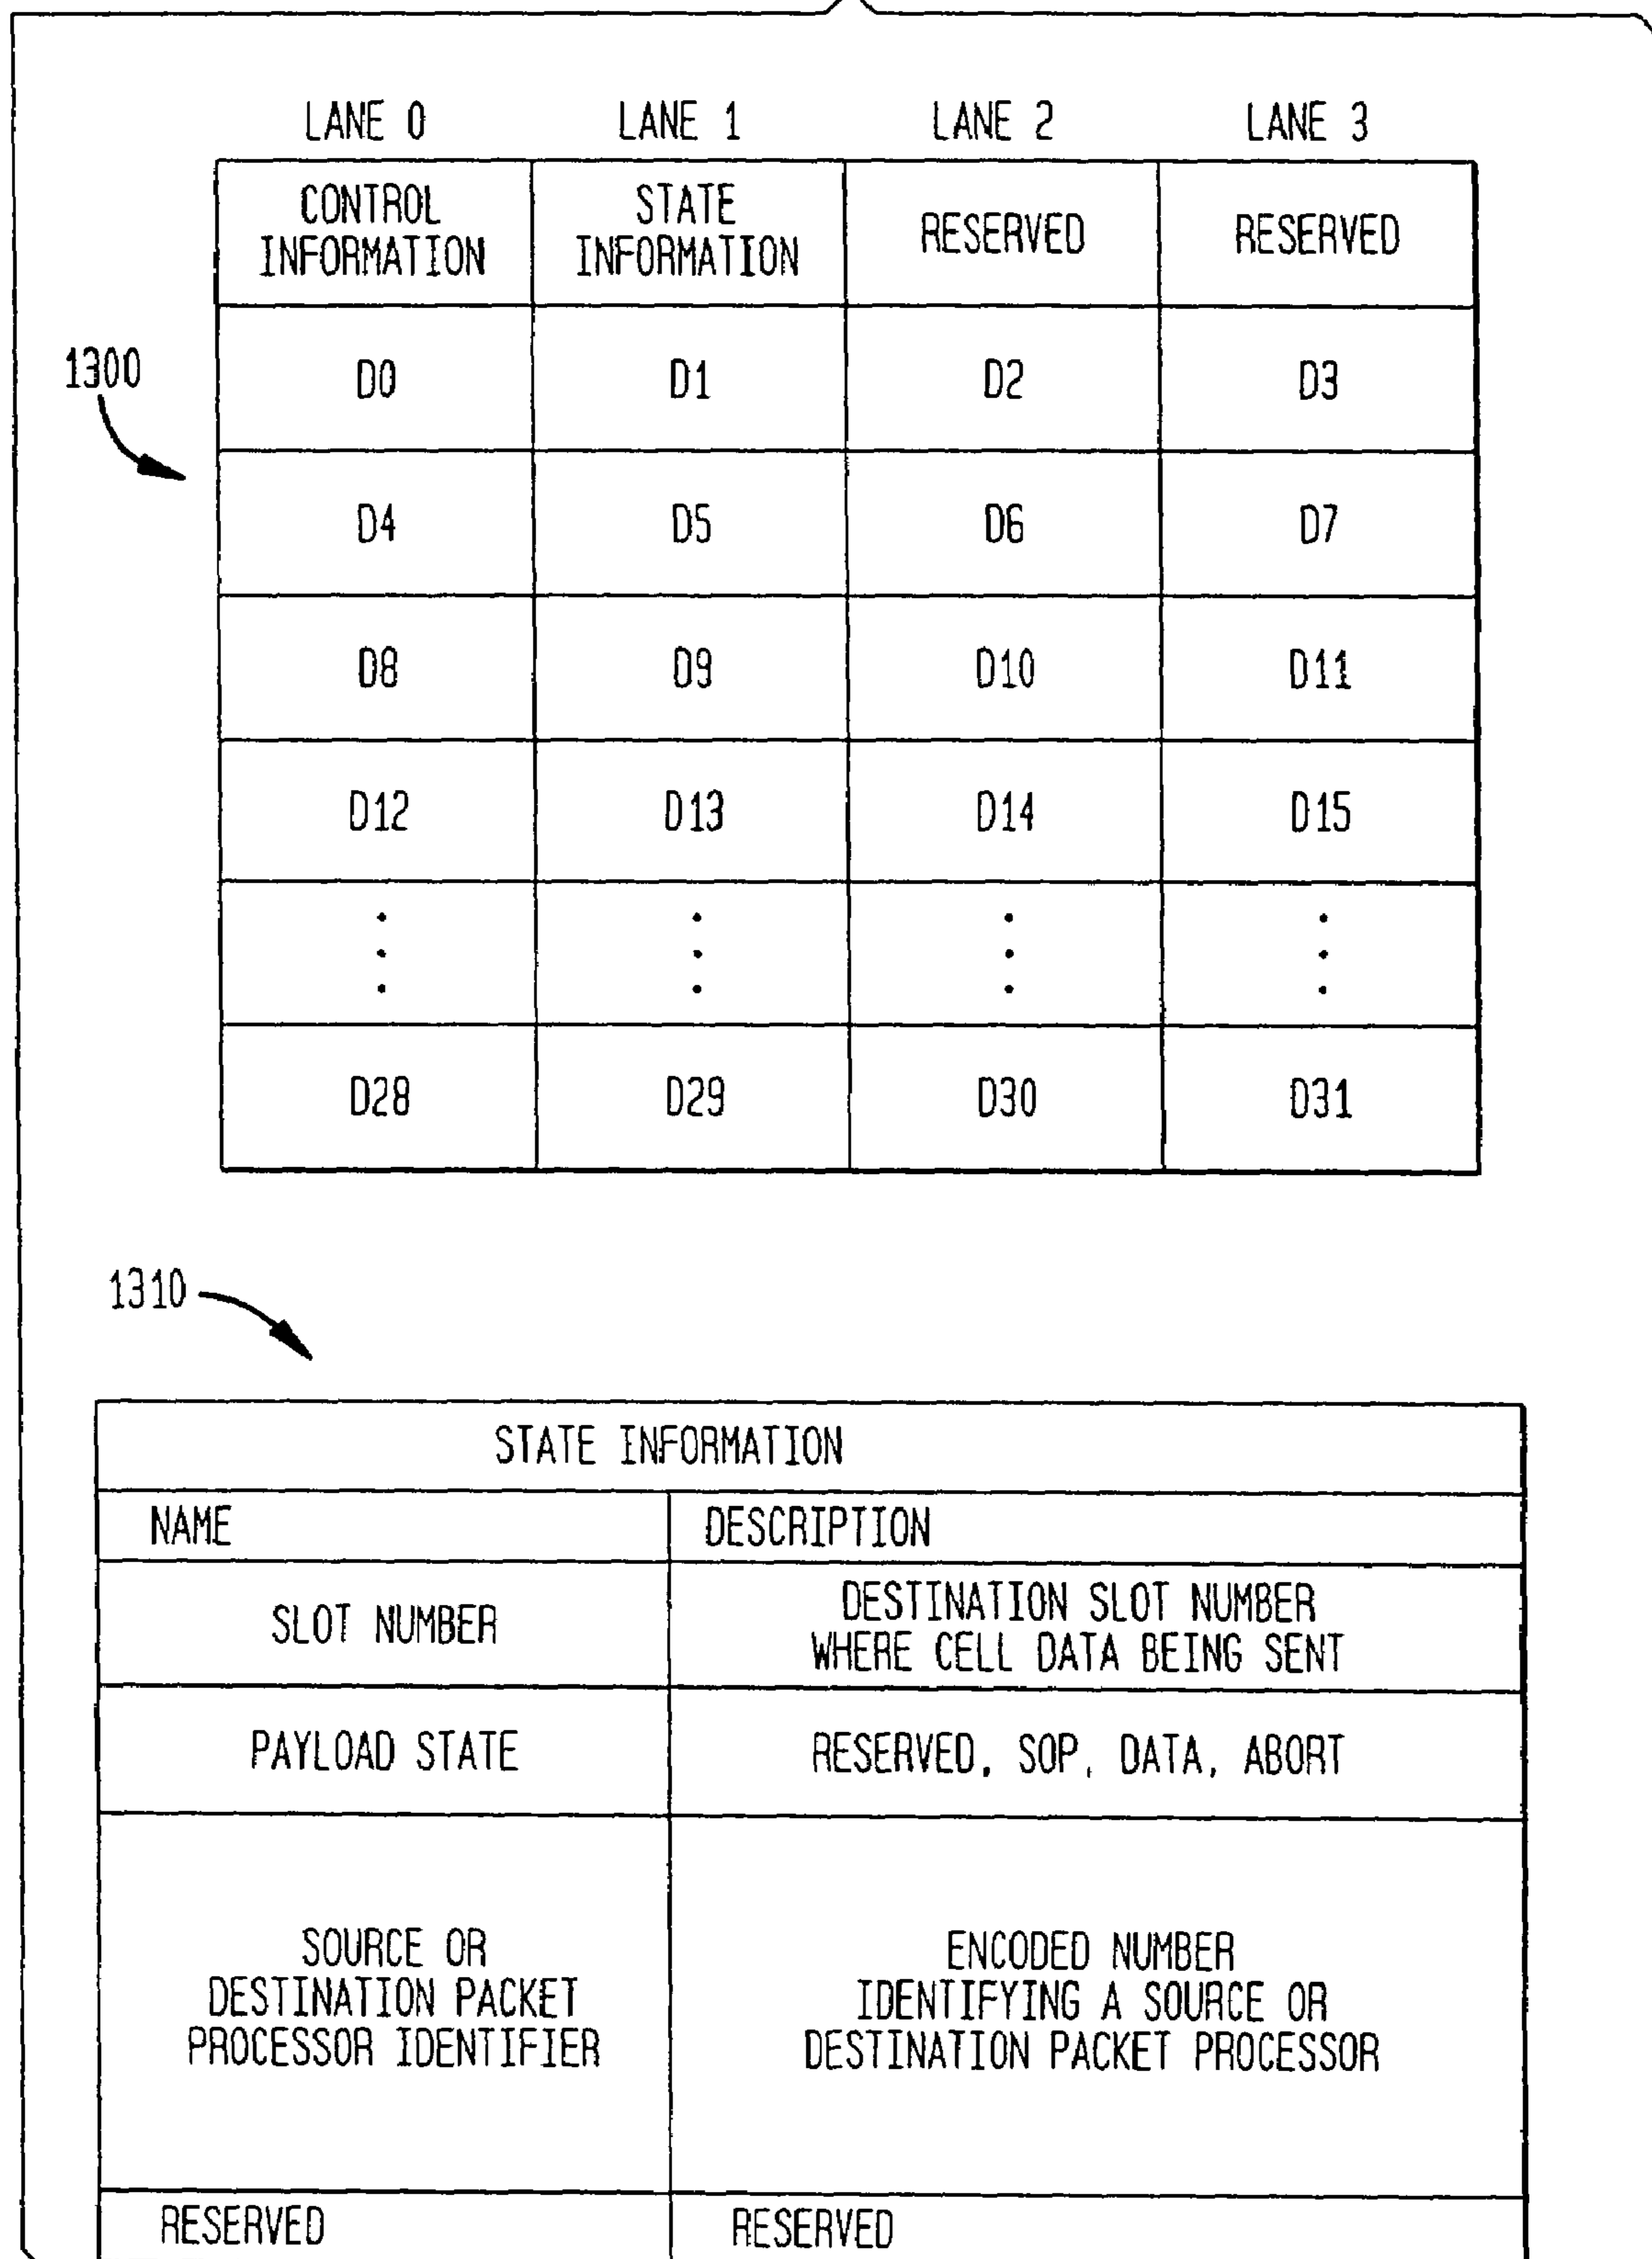 LANE 0 LANE 1 LANE 2 LANE 3
CONTROL INFORMATION STATE INFORMATION RESERVED RESERVED
1300
D0 D1 D2 D3
D4 D5 D6 D7
D8 D9 D10 D11
D12 D13 D14 D15
D28 D29 D30 D31
1310
STATE INFORMATION
NAME DESCRIPTION
SLOT NUMBER
DESTINATION SLOT NUMBER
WHERE CELL DATA BEING SENT
PAYLOAD STATE
RESERVED, SOP, DATA, ABORT
SOURCE OR
DESTINATION PACKET
PROCESSOR IDENTIFIER
ENCODED NUMBER
IDENTIFYING A SOURCE OR
DESTINATION PACKET PROCESSOR
RESERVED RESERVED